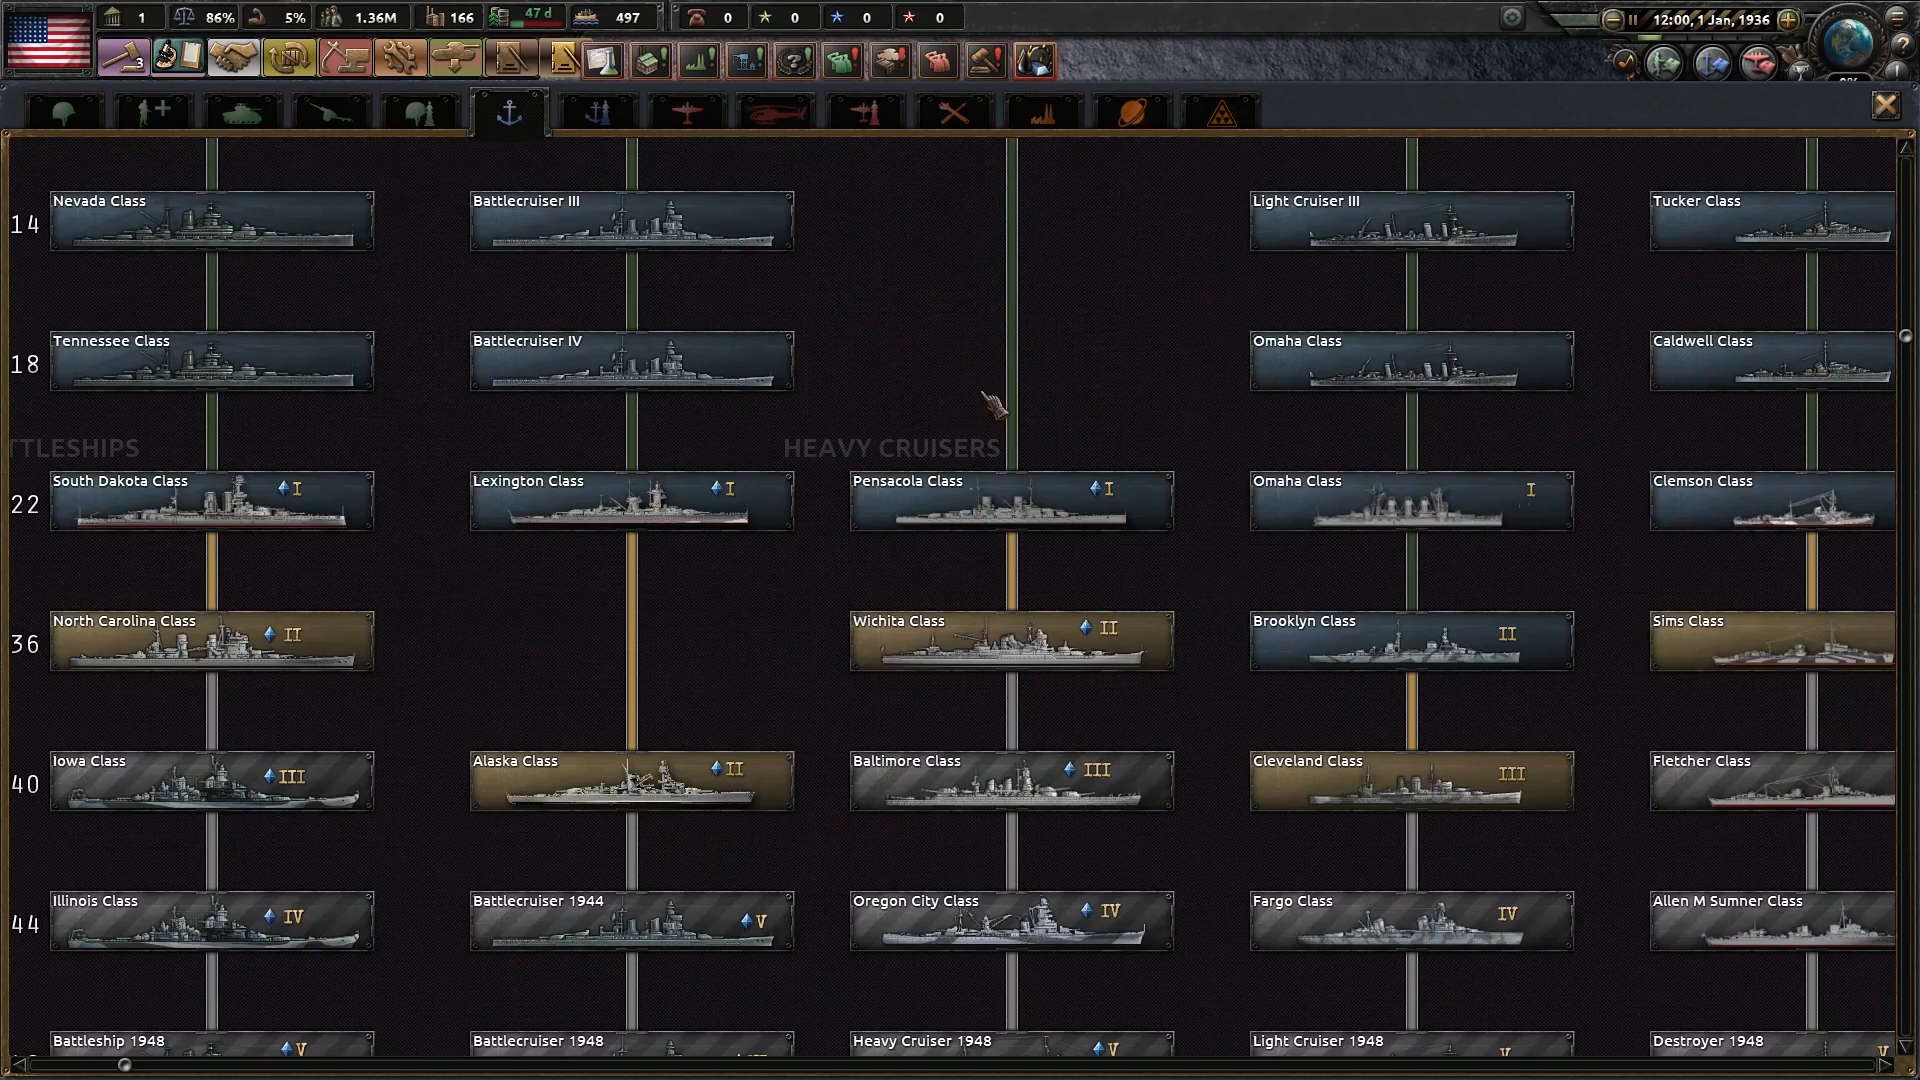 1
86%
5%
1.36M
166
47 d
497
0
0
0
0
12:00, 1 Jan, 1936
3
14
Nevada Class
Battlecruiser III
Light Cruiser III
Tucker Class
18
Tennessee Class
Battlecruiser IV
Omaha Class
Caldwell Class
TTLESHIPS
HEAVY CRUISERS
22
South Dakota Class I
Lexington Class I
Pensacola Class I
Omaha Class I
Clemson Class
36
North Carolina Class II
Wichita Class II
Brooklyn Class II
Sims Class
40
Iowa Class III
Alaska Class II
Baltimore Class III
Cleveland Class III
Fletcher Class
44
Illinois Class IV
Battlecruiser 1944 V
Oregon City Class IV
Fargo Class IV
Allen M Sumner Class
Battleship 1948 V
Battlecruiser 1948
Heavy Cruiser 1948 V
Light Cruiser 1948 V
Destroyer 1948 V